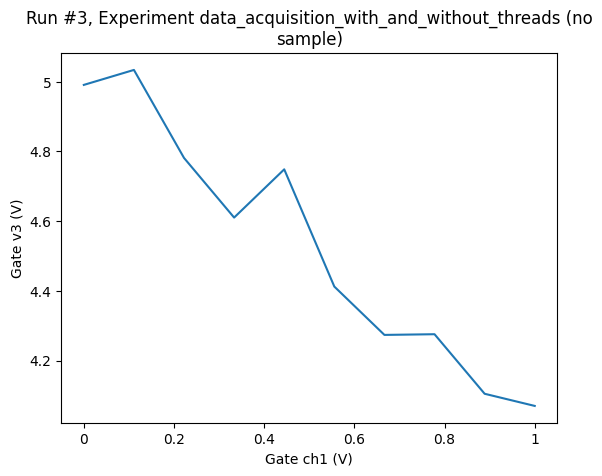 Run #3, Experiment data_acquisition_with_and_without_threads (no
sample)
5
4.8
4.6
4.4
4.2
Gate v3 (V)
0
0.2
0.4
0.6
0.8
1
Gate ch1 (V)